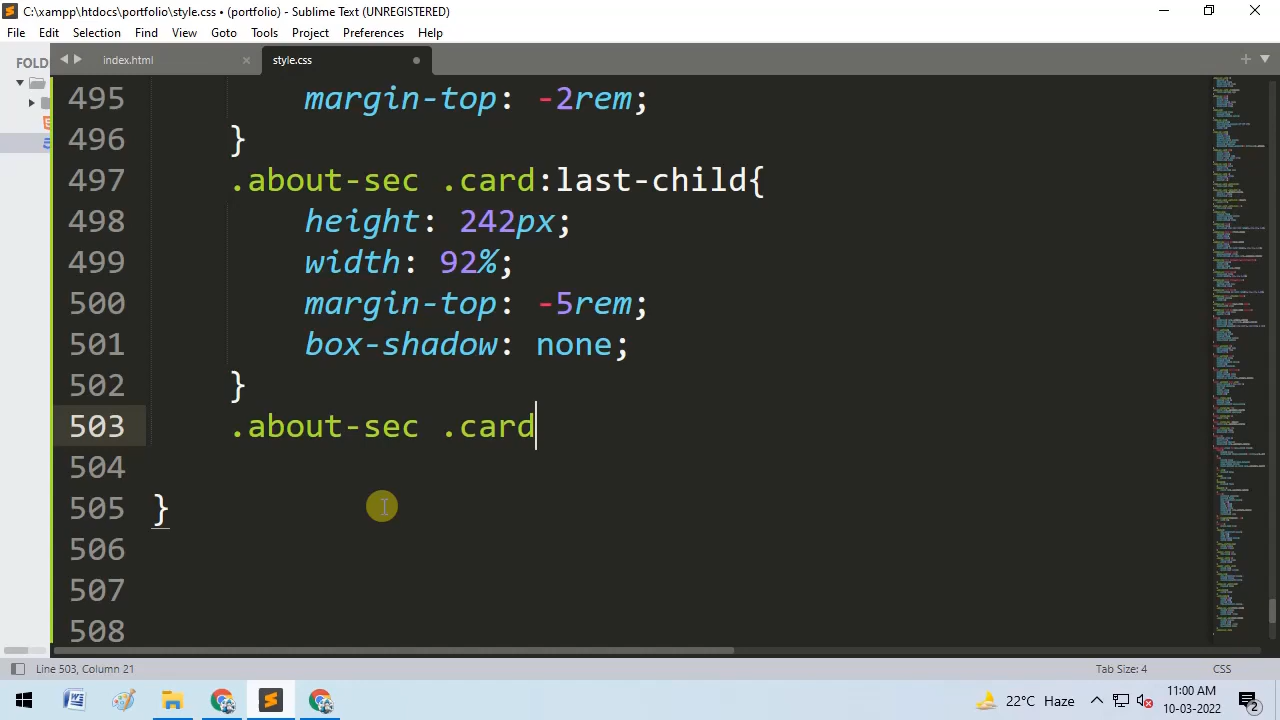 C:\xampp\htdocs\portfolio\style.css • (portfolio) - Sublime Text (UNREGISTERED)
File Edit Selection Find View Goto Tools Project Preferences Help
FOLD
index.html
style.css
495 margin-top: -2rem;
496 }
497 .about-sec .card:last-child{
498 height: 242px;
499 width: 92%;
500 margin-top: -5rem;
501 box-shadow: none;
502 }
503 .about-sec .card
504
505 }
506
507
508
Line 503, Column 21
Tab Size: 4
CSS
22°C Haze
11:00 AM
10-03-2022
2